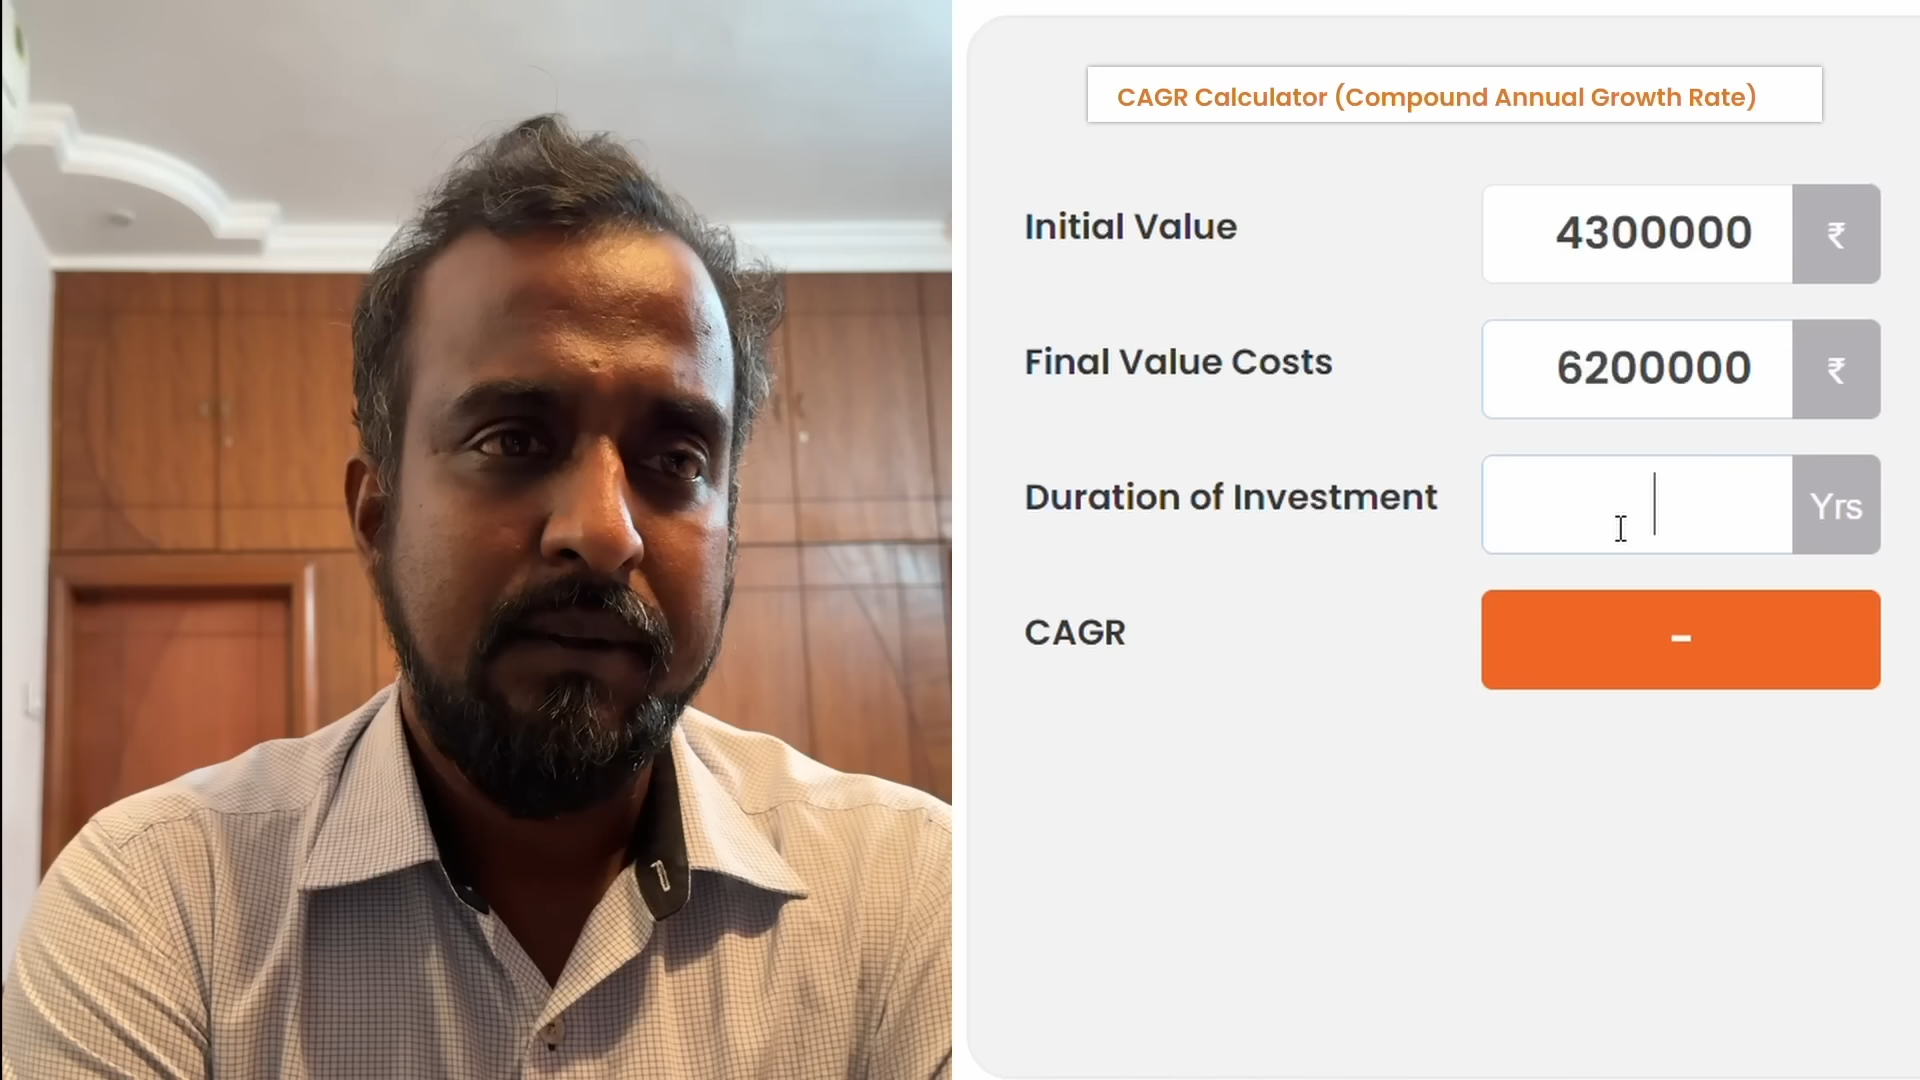 CAGR Calculator (Compound Annual Growth Rate)
Initial Value 4300000 ₹
Final Value Costs 6200000 ₹
Duration of Investment Yrs
CAGR -